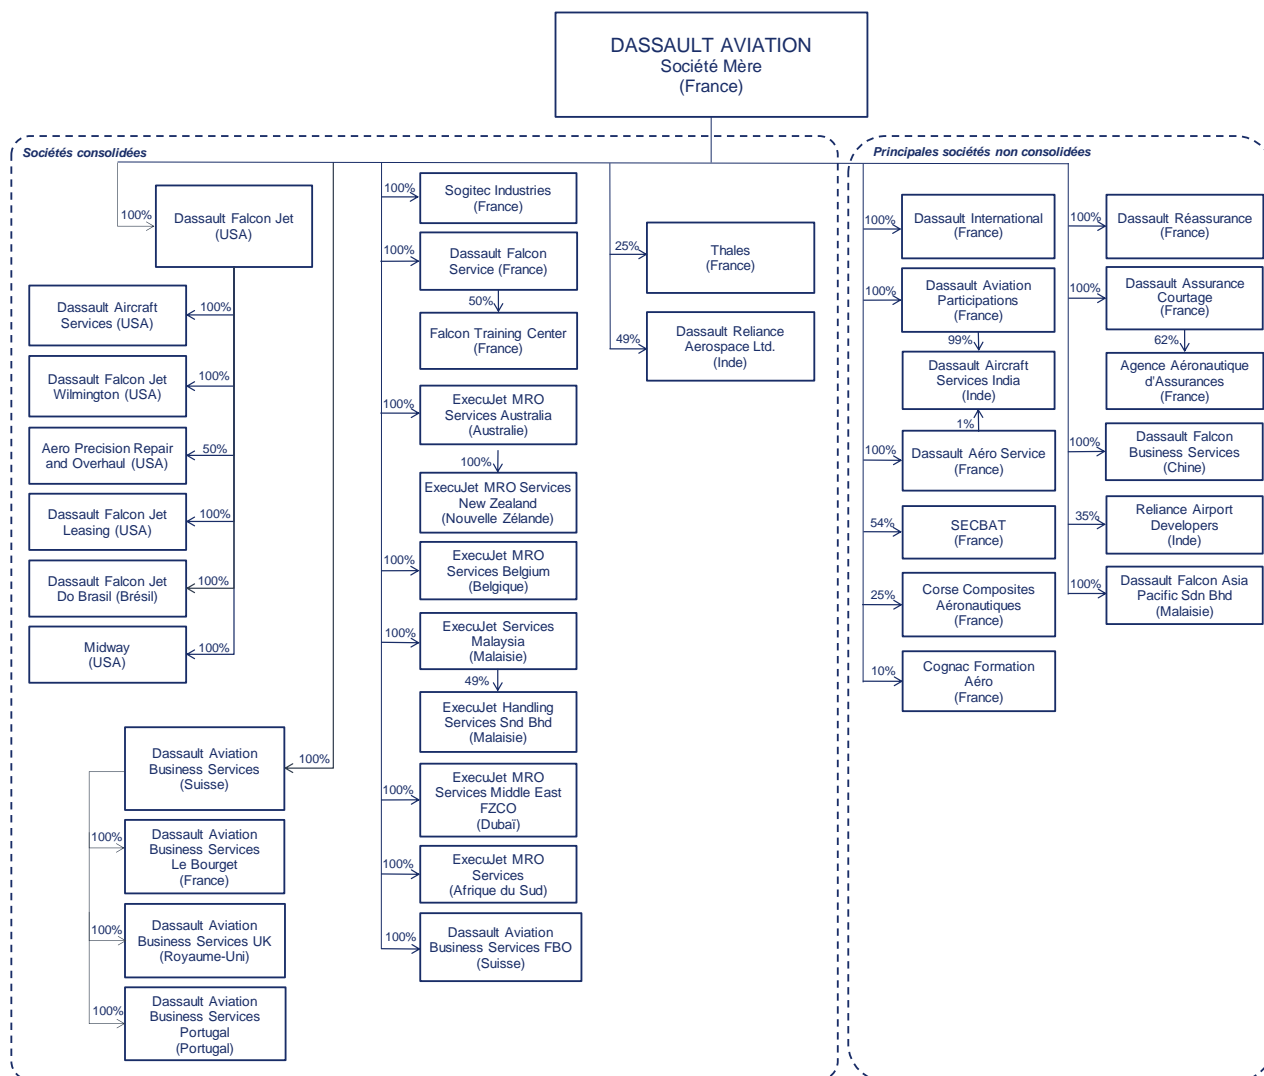 DASSAULT AVIATION
Société Mère
(France)
Sociétés consolidées
100%
Dassault Falcon Jet
(USA)
100%
Dassault Aircraft
Services (USA)
100%
Dassault Falcon Jet
Wilmington (USA)
50%
Aero Precision Repair
and Overhaul (USA)
100%
Dassault Falcon Jet
Leasing (USA)
100%
Dassault Falcon Jet
Do Brasil (Brésil)
100%
Midway
(USA)
100%
Dassault Aviation
Business Services
(Suisse)
100%
Dassault Aviation
Business Services
Le Bourget
(France)
100%
Dassault Aviation
Business Services UK
(Royaume-Uni)
100%
Dassault Aviation
Business Services
Portugal
(Portugal)
100%
Sogitec Industries
(France)
100%
Dassault Falcon
Service (France)
50%
Falcon Training Center
(France)
100%
ExecuJet MRO
Services Australia
(Australie)
100%
ExecuJet MRO Services
New Zealand
(Nouvelle Zélande)
100%
ExecuJet MRO
Services Belgium
(Belgique)
100%
ExecuJet Services
Malaysia
(Malaisie)
49%
ExecuJet Handling
Services Snd Bhd
(Malaisie)
100%
ExecuJet MRO
Services Middle East
FZCO
(Dubaï)
100%
ExecuJet MRO
Services
(Afrique du Sud)
100%
Dassault Aviation
Business Services FBO
(Suisse)
25%
Thales
(France)
49%
Dassault Reliance
Aerospace Ltd.
(Inde)
Principales sociétés non consolidées
100%
Dassault International
(France)
100%
Dassault Aviation
Participations
(France)
99%
Dassault Aircraft
Services India
(Inde)
1%
100%
Dassault Aéro Service
(France)
54%
SECBAT
(France)
25%
Corse Composites
Aéronautiques
(France)
10%
Cognac Formation
Aéro
(France)
100%
Dassault Réassurance
(France)
100%
Dassault Assurance
Courtage
(France)
62%
Agence Aéronautique
d'Assurances
(France)
100%
Dassault Falcon
Business Services
(Chine)
35%
Reliance Airport
Developers
(Inde)
100%
Dassault Falcon Asia
Pacific Sdn Bhd
(Malaisie)